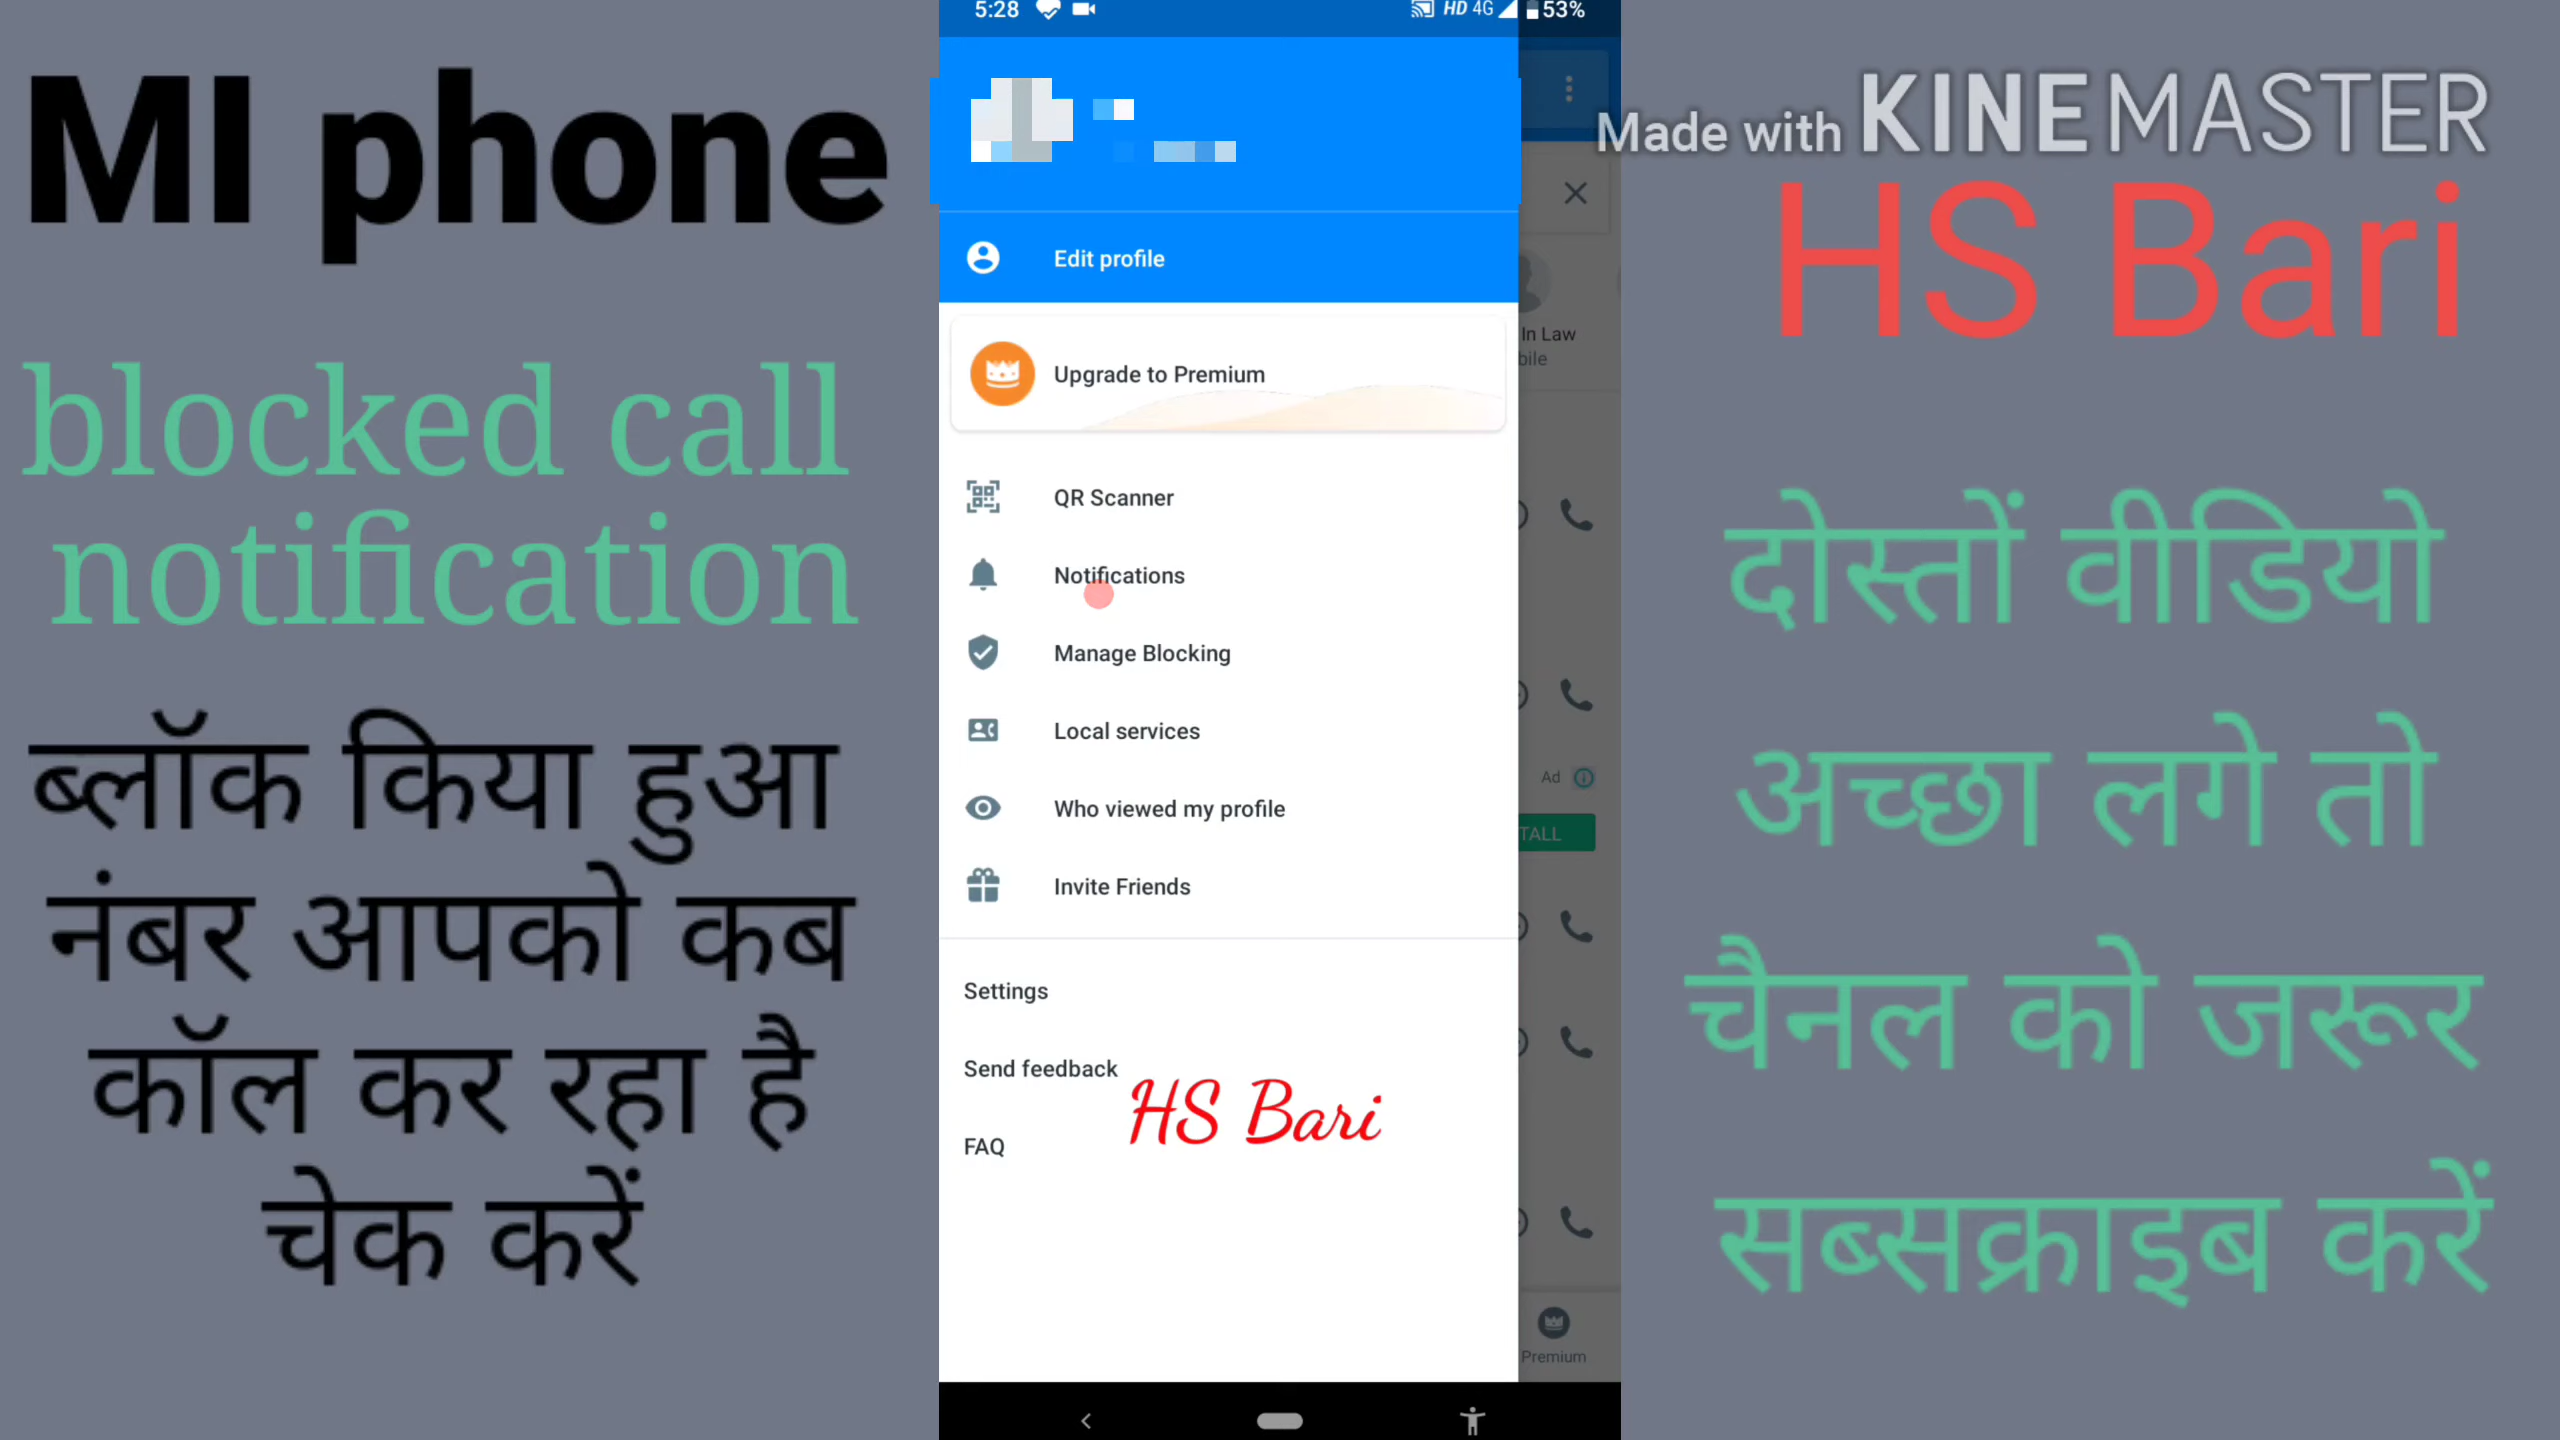 MI phone
blocked call
notification
ब्लॉक किया हुआ
नंबर आपको कब
कॉल कर रहा है
चेक करें
5:28
HD 4G 53%
Edit profile
Upgrade to Premium
QR Scanner
Notifications
Manage Blocking
Local services
Who viewed my profile
Invite Friends
Settings
Send feedback
FAQ
HS Bari
In Law
bile
Ad
TALL
Premium
Made with KINEMASTER
HS Bari
दोस्तों वीडियो
अच्छा लगे तो
चैनल को जरूर
सब्सक्राइब करें